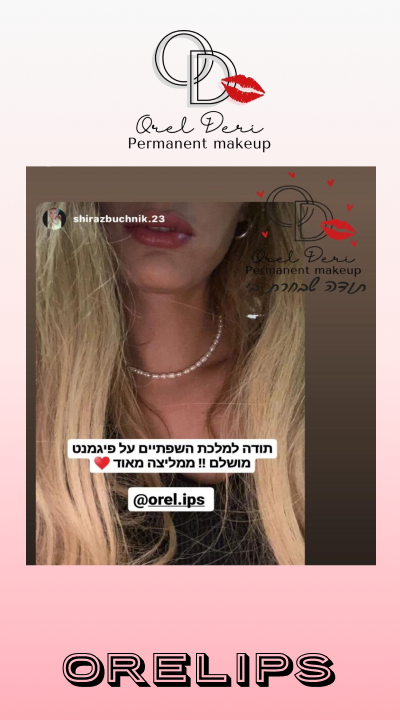 OD
Orel Deri
Permanent makeup
shirazbuchnik.23
OD
Orel Deri
Permanent makeup
תודה שבחרת בי
תודה למלכת השפתיים על פיגמנט
מושלם !! ממליצה מאוד ❤️
@orel.ips
ORELIPS